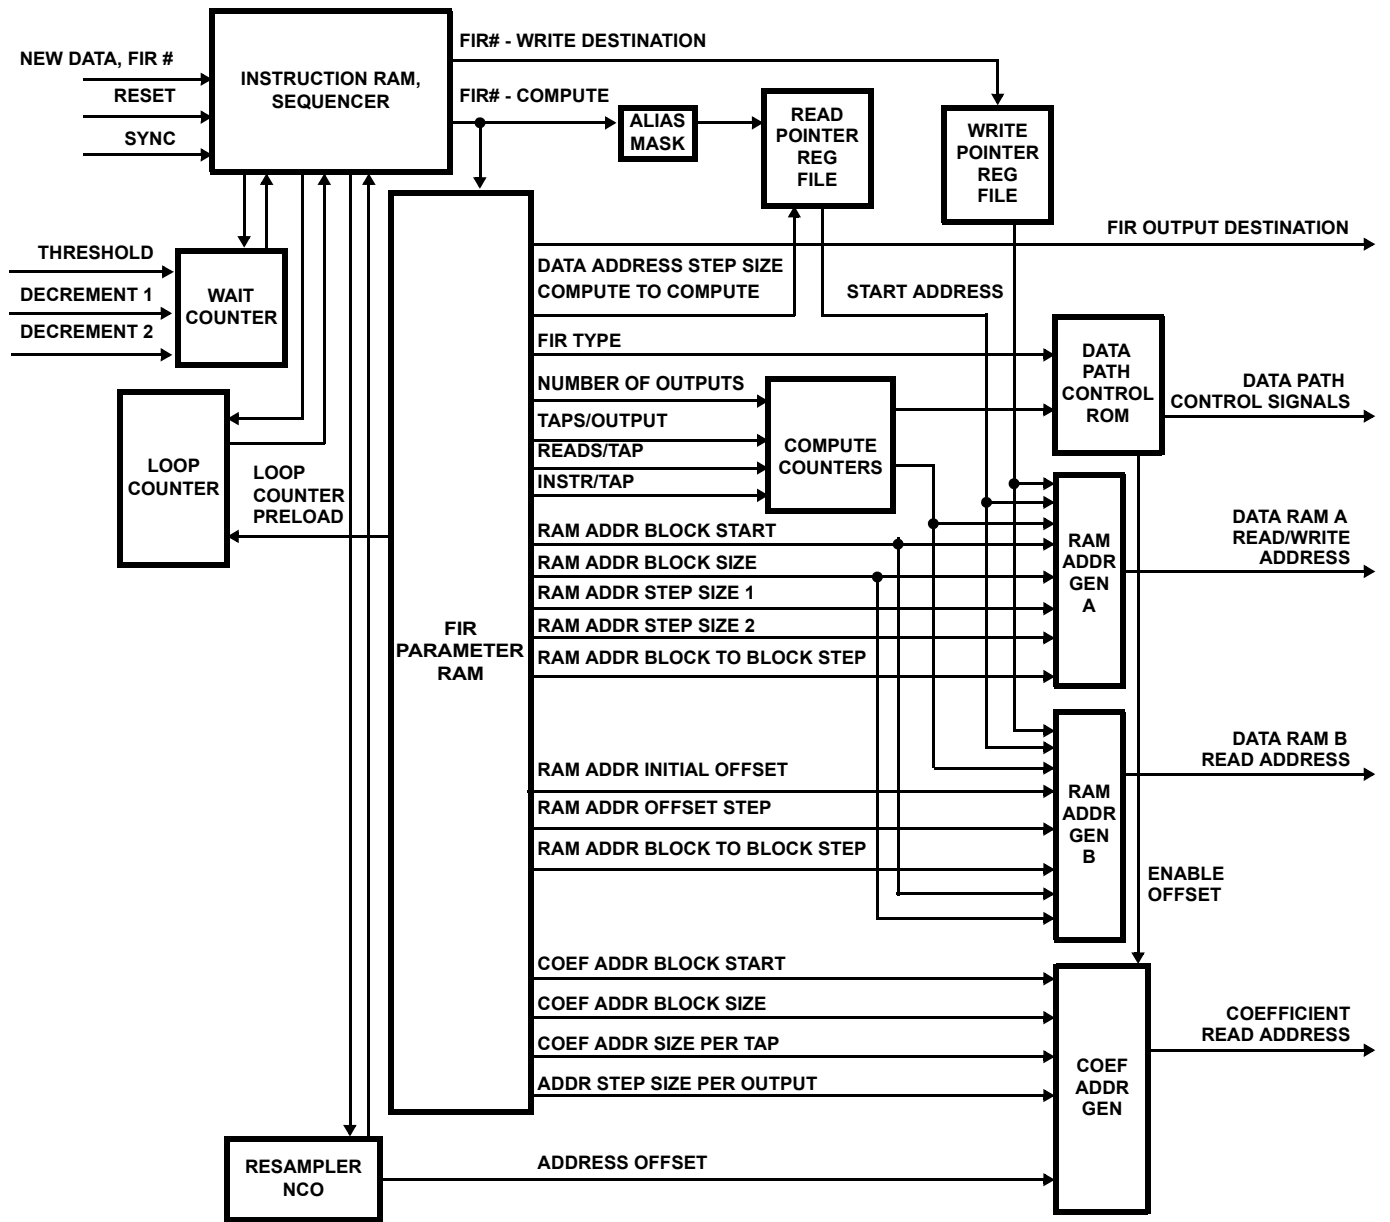 NEW DATA, FIR #
RESET
SYNC
INSTRUCTION RAM,
SEQUENCER
FIR# - WRITE DESTINATION
FIR# - COMPUTE
ALIAS
MASK
READ
POINTER
REG
FILE
WRITE
POINTER
REG
FILE
FIR OUTPUT DESTINATION
THRESHOLD
DECREMENT 1
DECREMENT 2
WAIT
COUNTER
DATA ADDRESS STEP SIZE
COMPUTE TO COMPUTE
START ADDRESS
FIR TYPE
NUMBER OF OUTPUTS
TAPS/OUTPUT
READS/TAP
INSTR/TAP
COMPUTE
COUNTERS
DATA
PATH
CONTROL
ROM
DATA PATH
CONTROL SIGNALS
LOOP
COUNTER
LOOP
COUNTER
PRELOAD
FIR
PARAMETER
RAM
RAM ADDR BLOCK START
RAM ADDR BLOCK SIZE
RAM ADDR STEP SIZE 1
RAM ADDR STEP SIZE 2
RAM ADDR BLOCK TO BLOCK STEP
RAM
ADDR
GEN
A
DATA RAM A
READ/WRITE
ADDRESS
RAM ADDR INITIAL OFFSET
RAM ADDR OFFSET STEP
RAM ADDR BLOCK TO BLOCK STEP
RAM
ADDR
GEN
B
DATA RAM B
READ ADDRESS
ENABLE
OFFSET
COEF ADDR BLOCK START
COEF ADDR BLOCK SIZE
COEF ADDR SIZE PER TAP
ADDR STEP SIZE PER OUTPUT
COEF
ADDR
GEN
COEFFICIENT
READ ADDRESS
RESAMPLER
NCO
ADDRESS OFFSET